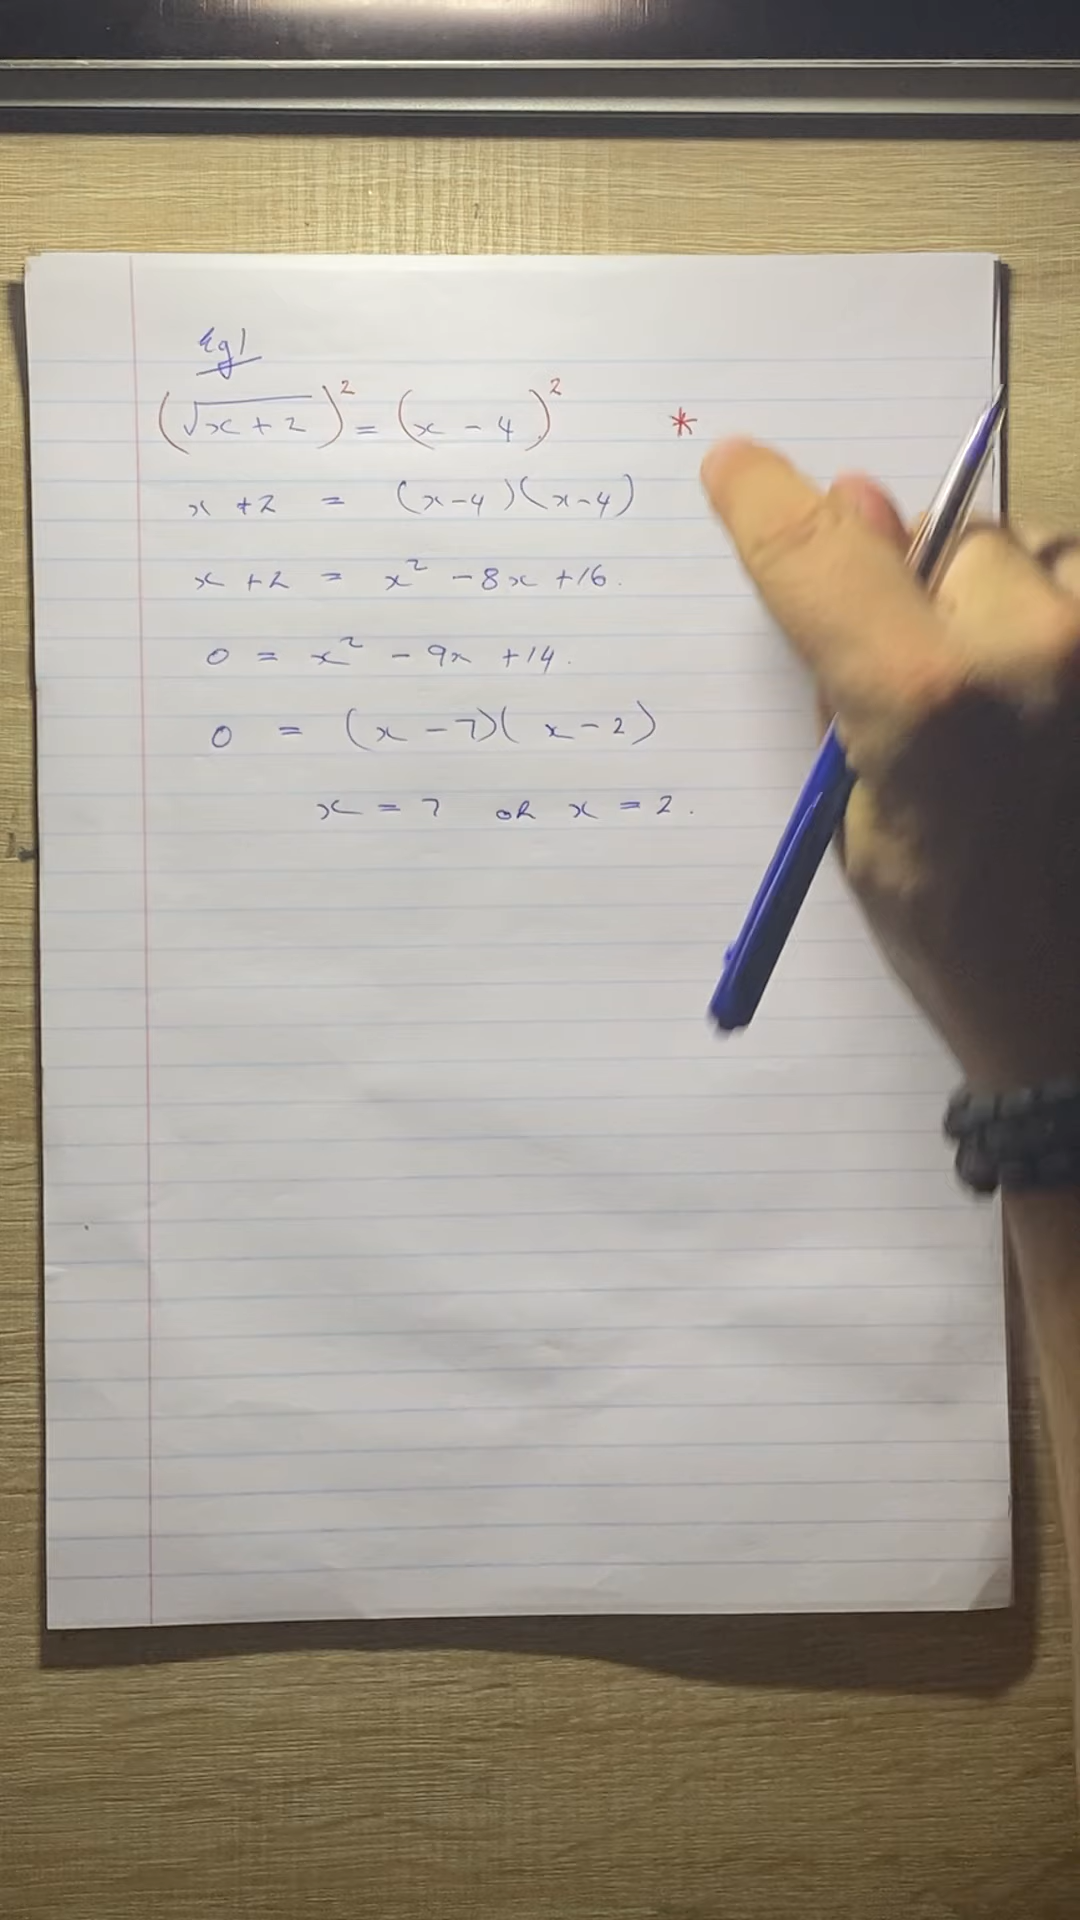 Eg1
(√x + 2)² = (x - 4)² *
x + 2 = (x - 4)(x - 4)
x + 2 = x² - 8x + 16.
0 = x² - 9x + 14.
0 = (x - 7)(x - 2)
x = 7 OR x = 2.